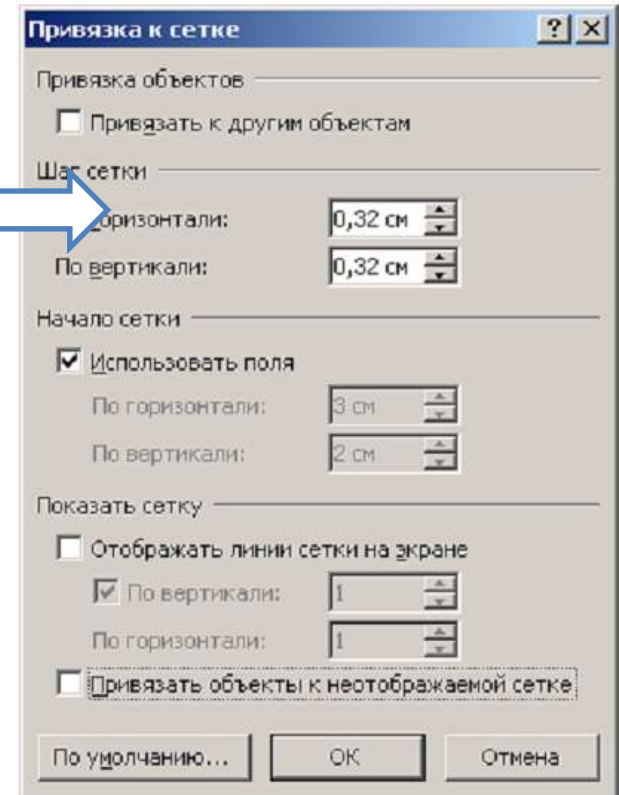 Привязка к сетке
Привязка объектов
Привязать к другим объектам
Шаг сетки
оризонтали: 0,32 см
По вертикали: 0,32 см
Начало сетки
Использовать поля
По горизонтали: 3 см
По вертикали: 2 см
Показать сетку
Отображать линии сетки на экране
По вертикали: 1
По горизонтали: 1
Привязать объекты к неотображаемой сетке
По умолчанию... ОК Отмена